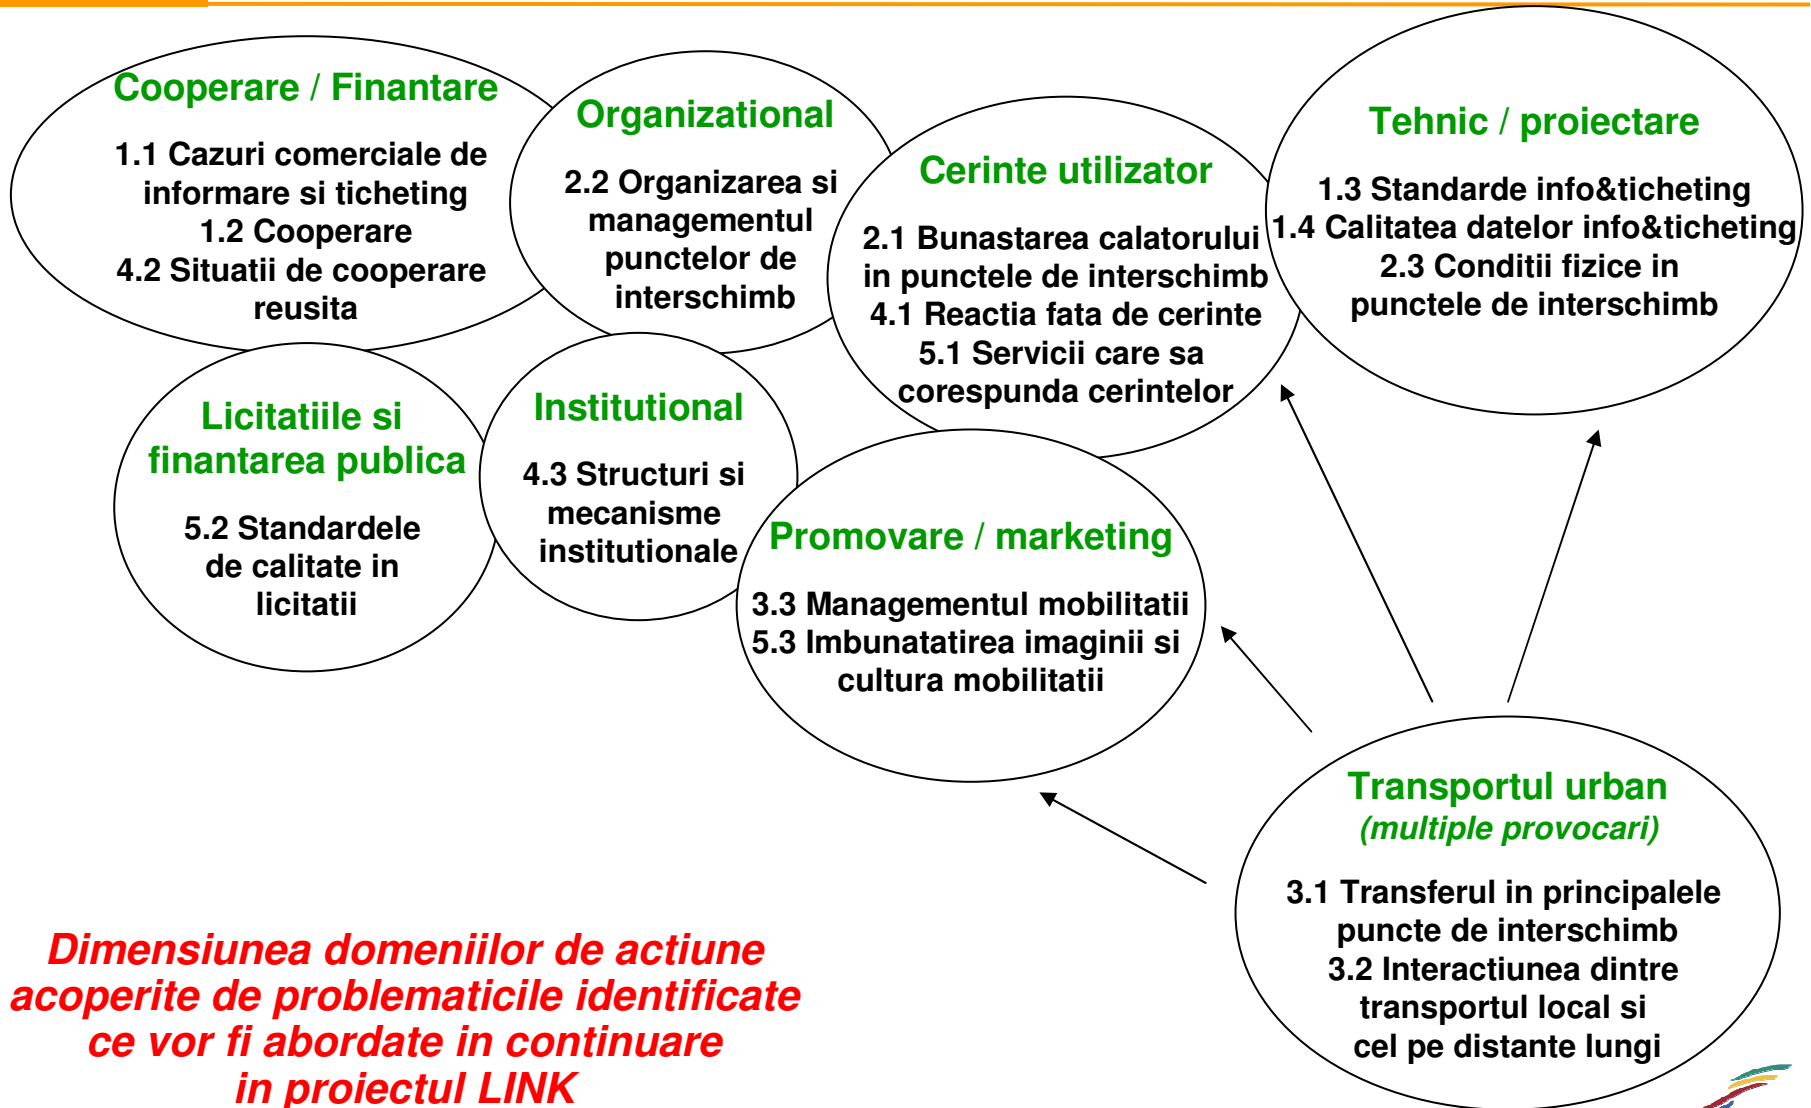 Cooperare / Finantare
1.1 Cazuri comerciale de
informare si ticheting
1.2 Cooperare
4.2 Situatii de cooperare
reusita
Organizational
2.2 Organizarea si
managementul
punctelor de
interschimb
Cerinte utilizator
2.1 Bunastarea calatorului
in punctele de interschimb
4.1 Reactia fata de cerinte
5.1 Servicii care sa
corespunda cerintelor
Tehnic / proiectare
1.3 Standarde info&ticheting
1.4 Calitatea datelor info&ticheting
2.3 Conditii fizice in
punctele de interschimb
Licitatiile si
finantarea publica
5.2 Standardele
de calitate in
licitatii
Institutional
4.3 Structuri si
mecanisme
institutionale
Promovare / marketing
3.3 Managementul mobilitatii
5.3 Imbunatatirea imaginii si
cultura mobilitatii
Transportul urban
(multiple provocari)
3.1 Transferul in principalele
puncte de interschimb
3.2 Interactiunea dintre
transportul local si
cel pe distante lungi
Dimensiunea domeniilor de actiune
acoperite de problematicile identificate
ce vor fi abordate in continuare
in proiectul LINK